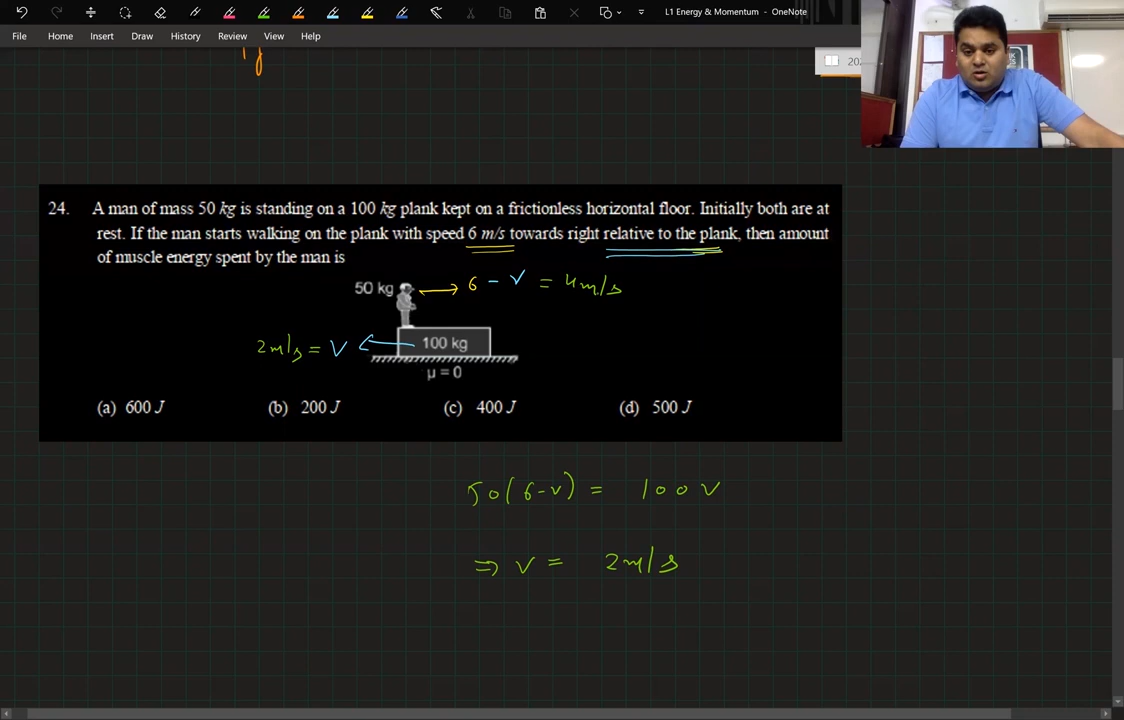 L1 Energy & Momentum - OneNote
File Home Insert Draw History Review View Help
24. A man of mass 50 kg is standing on a 100 kg plank kept on a frictionless horizontal floor. Initially both are at
rest. If the man starts walking on the plank with speed 6 m/s towards right relative to the plank, then amount
of muscle energy spent by the man is
50 kg 6 - v = 4m/s
2m/s = v 100 kg
μ = 0
(a) 600 J (b) 200 J (c) 400 J (d) 500 J
50(6-v) = 100 v
⇒ v = 2m/s